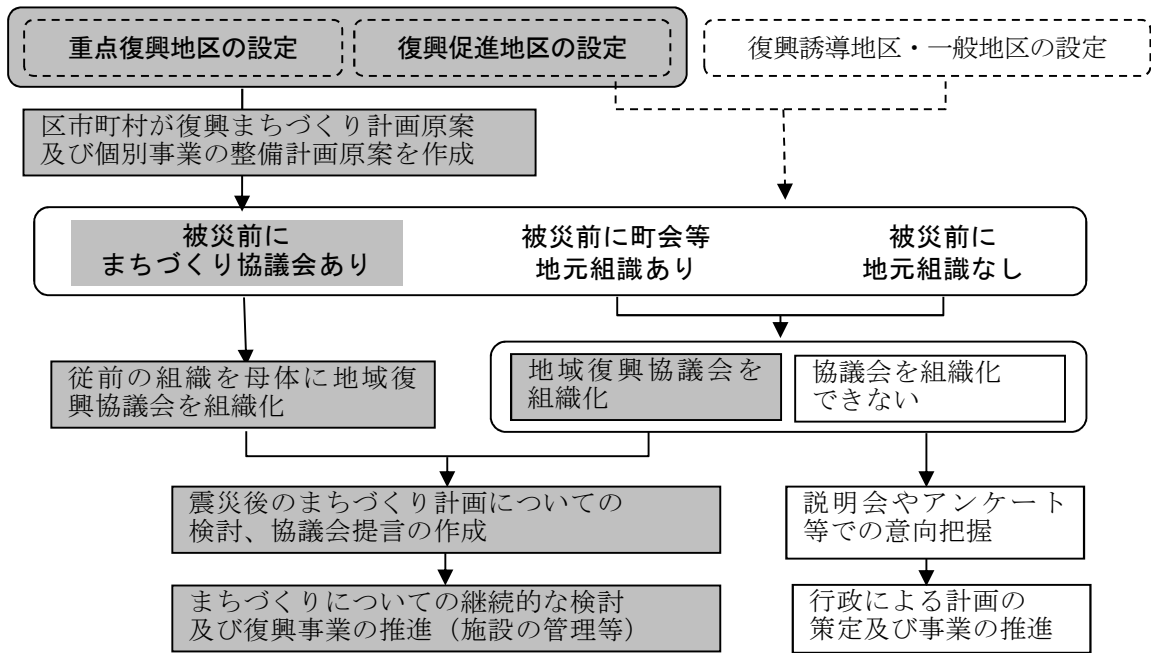 重点復興地区の設定
復興促進地区の設定
復興誘導地区・一般地区の設定
区市町村が復興まちづくり計画原案
及び個別事業の整備計画原案を作成
被災前に
まちづくり協議会あり
被災前に町会等
地元組織あり
被災前に
地元組織なし
従前の組織を母体に地域復
興協議会を組織化
地域復興協議会を
組織化
協議会を組織化
できない
震災後のまちづくり計画についての
検討、協議会提言の作成
説明会やアンケート
等での意向把握
まちづくりについての継続的な検討
及び復興事業の推進（施設の管理等）
行政による計画の
策定及び事業の推進